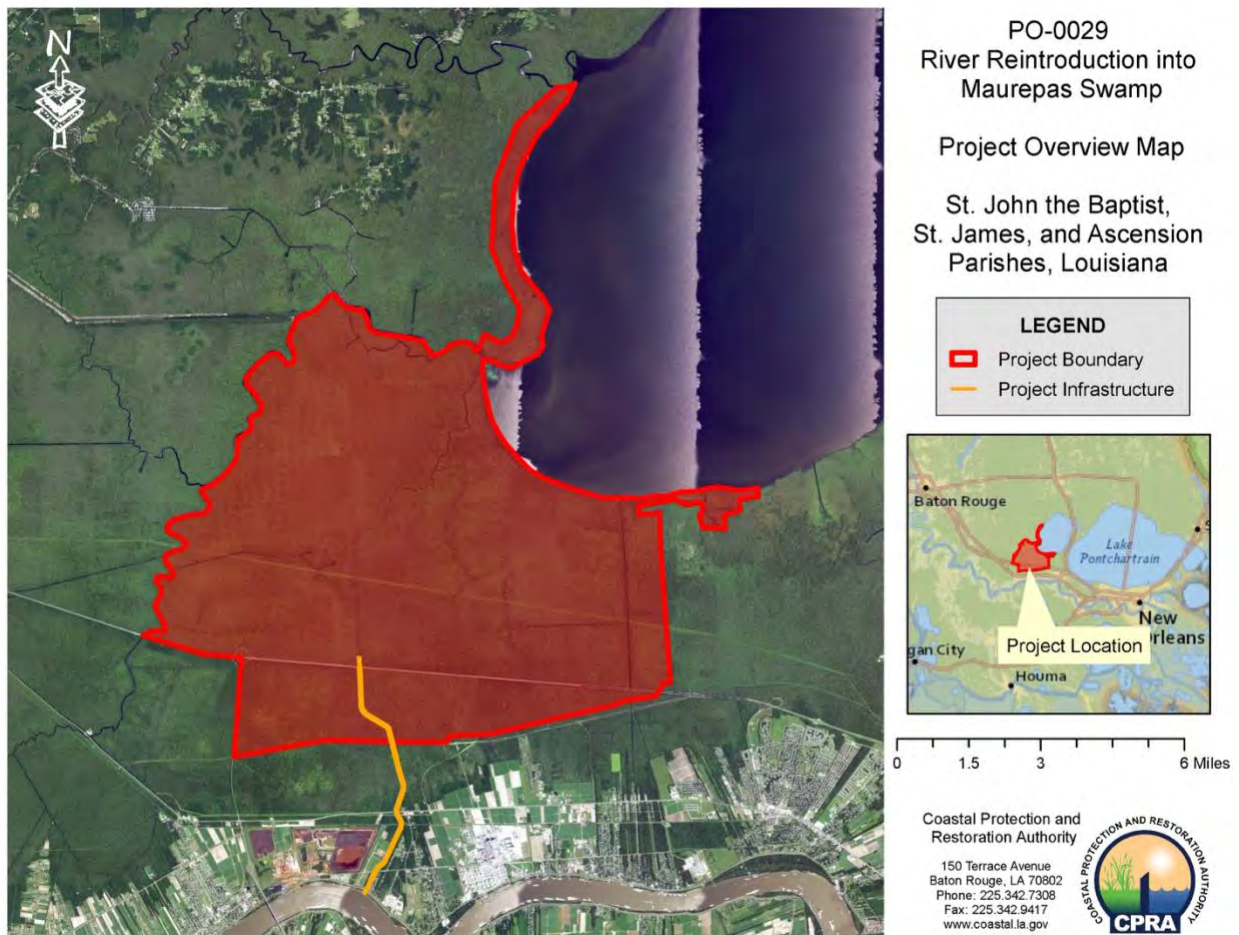 N
PO-0029
River Reintroduction into
Maurepas Swamp
Project Overview Map
St. John the Baptist,
St. James, and Ascension
Parishes, Louisiana
LEGEND
Project Boundary
Project Infrastructure
Baton Rouge
Lake
Pontchartrain
New
rleans
Project Location
gan City
Houma
0 1.5 3 6 Miles
Coastal Protection and
Restoration Authority
150 Terrace Avenue
Baton Rouge, LA 70802
Phone: 225.342.7308
Fax: 225.342.9417
www.coastal.la.gov
COASTAL PROTECTION AND RESTORATION AUTHORITY
CPRA